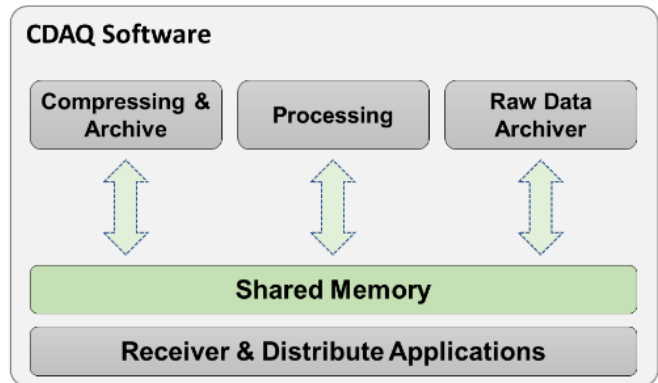 CDAQ Software
Compressing &
Archive
Processing
Raw Data
Archiver
Shared Memory
Receiver & Distribute Applications